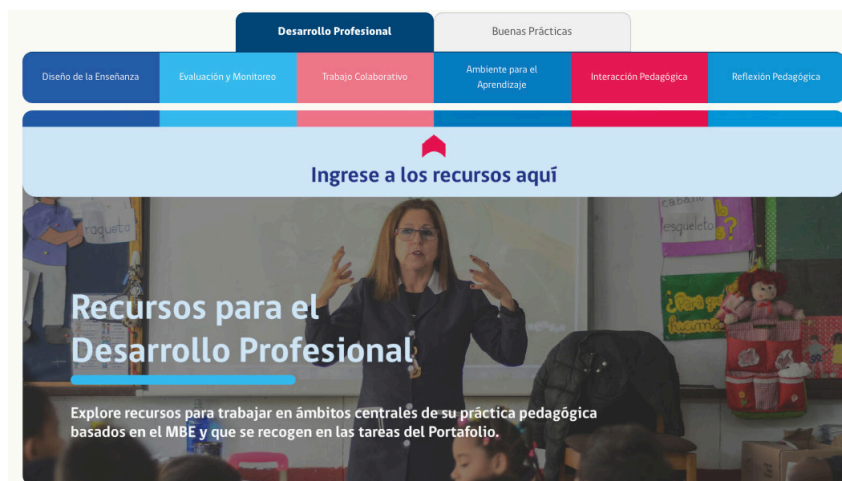 Desarrollo Profesional
Buenas Prácticas
Diseño de la Enseñanza
Evaluación y Monitoreo
Trabajo Colaborativo
Ambiente para el
Aprendizaje
Interacción Pedagógica
Reflexión Pedagógica
Ingrese a los recursos aquí
raqueta
esqueleto
?
Recursos para el
Desarrollo Profesional
Explore recursos para trabajar en ámbitos centrales de su práctica pedagógica
basados en el MBE y que se recogen en las tareas del Portafolio.